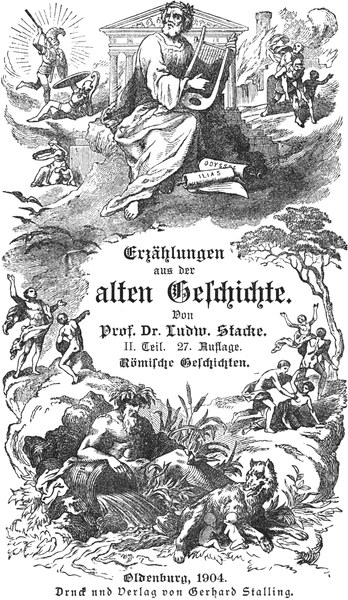 ODYSSEE
ILIAS
Erzählungen
aus der
alten Geschichte.
Von
Prof. Dr. Ludw. Stacke.
II. Teil. 27. Auflage.
Römische Geschichten.
Oldenburg, 1904.
Druck und Verlag von Gerhard Stalling.